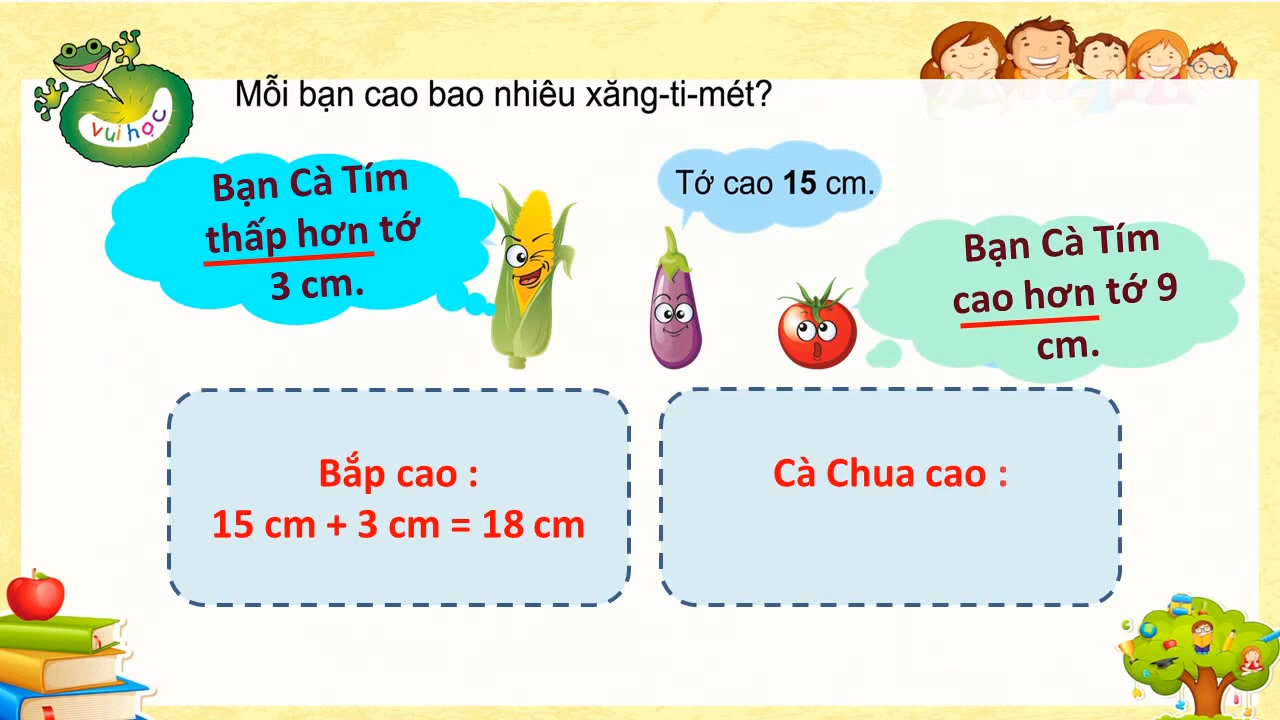 Vui học
Mỗi bạn cao bao nhiêu xăng-ti-mét?
Bạn Cà Tím
thấp hơn tớ
3 cm.
Tớ cao 15 cm.
Bạn Cà Tím
cao hơn tớ 9
cm.
Bắp cao :
15 cm + 3 cm = 18 cm
Cà Chua cao :